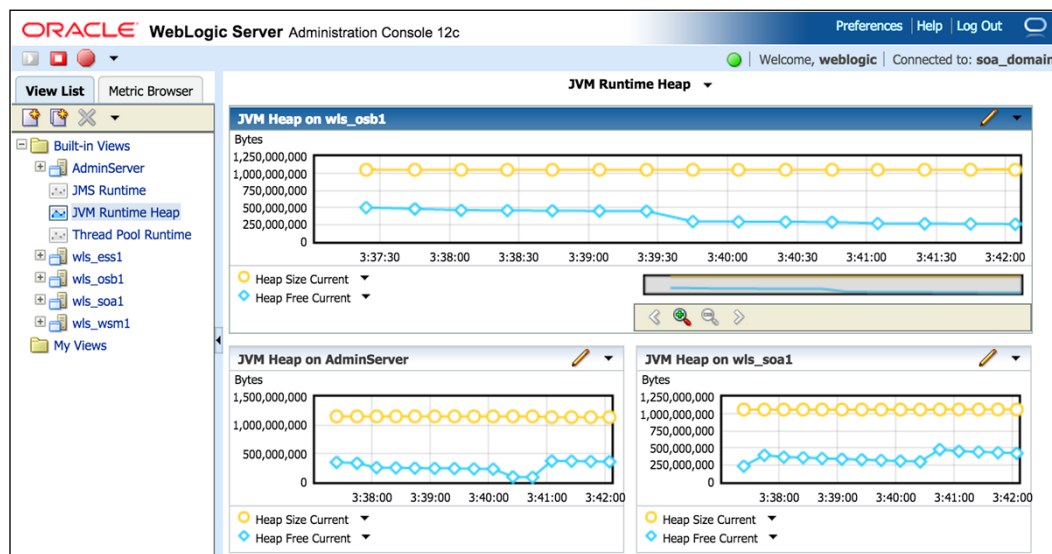 ORACLE WebLogic Server Administration Console 12c
Preferences | Help | Log Out
Welcome, weblogic | Connected to: soa_domain
View List Metric Browser
Built-in Views
AdminServer
JMS Runtime
JVM Runtime Heap
Thread Pool Runtime
wls_ess1
wls_osb1
wls_soa1
wls_wsm1
My Views
JVM Runtime Heap
JVM Heap on wls_osb1
Bytes
1,250,000,000
1,000,000,000
750,000,000
500,000,000
250,000,000
0
3:37:30 3:38:00 3:38:30 3:39:00 3:39:30 3:40:00 3:40:30 3:41:00 3:41:30 3:42:00
Heap Size Current
Heap Free Current
JVM Heap on AdminServer
Bytes
1,500,000,000
1,000,000,000
500,000,000
0
3:38:00 3:39:00 3:40:00 3:41:00 3:42:00
Heap Size Current
Heap Free Current
JVM Heap on wls_soa1
Bytes
1,250,000,000
1,000,000,000
750,000,000
500,000,000
250,000,000
0
3:38:00 3:39:00 3:40:00 3:41:00 3:42:00
Heap Size Current
Heap Free Current